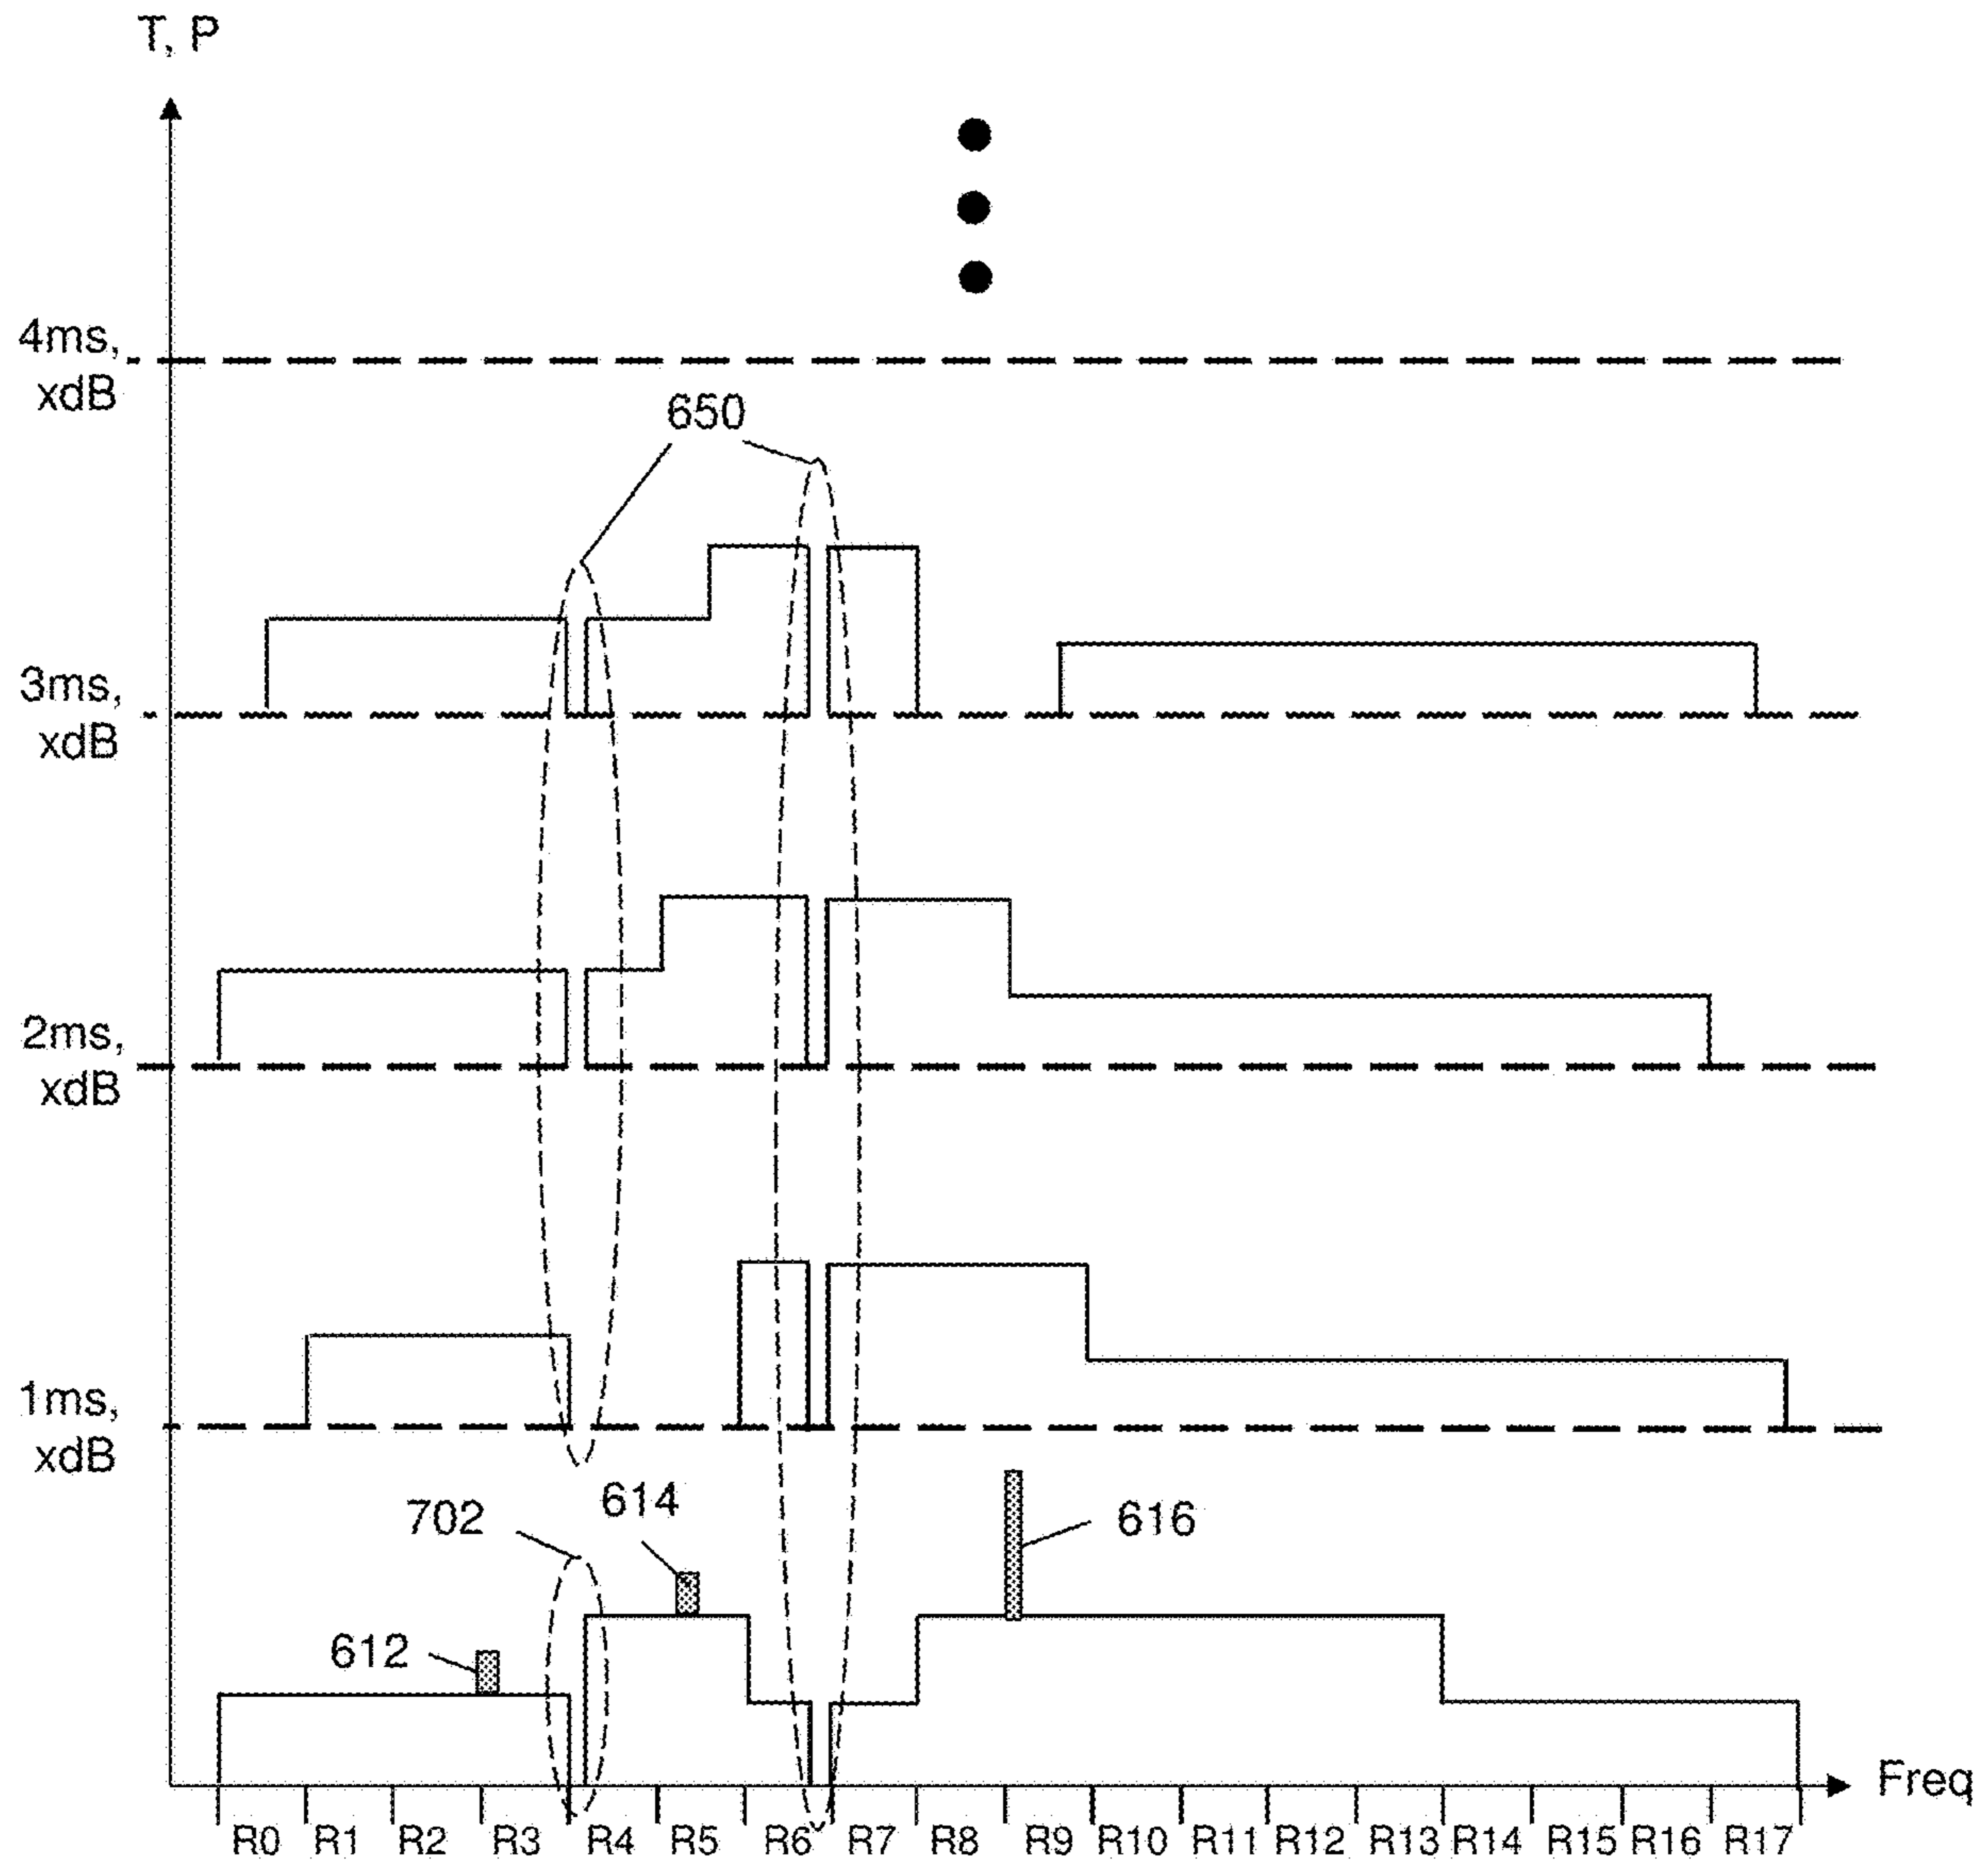 T, P
4ms,
xdB
650
3ms,
xdB
2ms,
xdB
1ms,
xdB
702
614
616
612
Freq
R0 R1 R2 R3 R4 R5 R6 R7 R8 R9 R10 R11 R12 R13 R14 R15 R16 R17